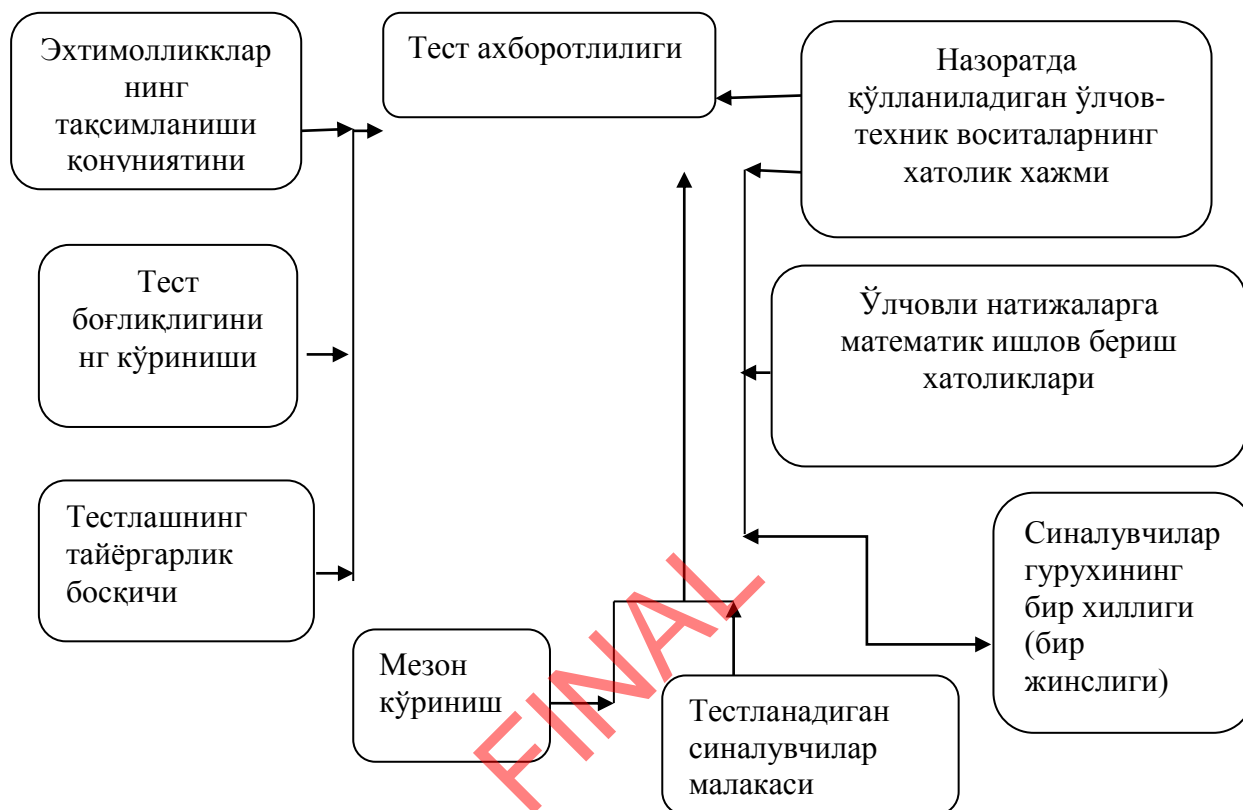 Эхтимолликклар
нинг
тақсимланиши
қонуниятини
Тест ахборотлилиги
Назоратда
қўлланиладиган ўлчов-
техник воситаларнинг
хатолик хажми
Тест
боғлиқлигини
нг кўриниши
Ўлчовли натижаларга
математик ишлов бериш
хатоликлари
Тестлашнинг
тайёргарлик
босқичи
Синалувчилар
гурухининг
бир хиллиги
(бир
жинслиги)
Мезон
кўриниш
Тестланадиган
синалувчилар
малакаси
FINAL